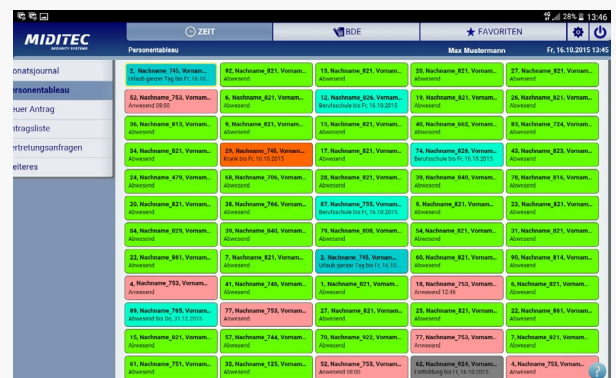 4G 28% 13:46
MIDITEC
SECURITY SYSTEMS
ZEIT
BDE
FAVORITEN
Personentableau
Max Mustermann
Fr, 16.10.2015 13:45
onatsjournal
ersonentableau
euer Antrag
ntragsliste
ertretungsanfragen
eiteres
2, Nachname_745, Vornam...
Urlaub ganzer Tag bis Fr, 16.10...
92, Nachname_821, Vornam...
Abwesend
13, Nachname_821, Vornam...
Abwesend
20, Nachname_821, Vornam...
Abwesend
27, Nachname_821, Vornam...
Abwesend
52, Nachname_753, Vornam...
Anwesend 08:00
6, Nachname_821, Vornam...
Abwesend
12, Nachname_826, Vornam...
Berufsschule bis Fr, 16.10.2015
19, Nachname_821, Vornam...
Abwesend
26, Nachname_821, Vornam...
Abwesend
36, Nachname_813, Vornam...
Abwesend
9, Nachname_821, Vornam...
Abwesend
15, Nachname_821, Vornam...
Abwesend
40, Nachname_662, Vornam...
Abwesend
83, Nachname_724, Vornam...
Abwesend
34, Nachname_821, Vornam...
Abwesend
29, Nachname_746, Vornam...
Krank bis Fr, 16.10.2015
17, Nachname_821, Vornam...
Abwesend
74, Nachname_826, Vornam...
Berufsschule bis Fr, 16.10.2015
43, Nachname_823, Vornam...
Abwesend
24, Nachname_479, Vornam...
Abwesend
68, Nachname_706, Vornam...
Abwesend
28, Nachname_821, Vornam...
Abwesend
39, Nachname_840, Vornam...
Abwesend
78, Nachname_816, Vornam...
Abwesend
20, Nachname_821, Vornam...
Abwesend
38, Nachname_766, Vornam...
Abwesend
87, Nachname_755, Vornam...
Berufsschule bis Fr, 16.10.2015
9, Nachname_821, Vornam...
Abwesend
23, Nachname_821, Vornam...
Abwesend
84, Nachname_829, Vornam...
Abwesend
39, Nachname_840, Vornam...
Abwesend
79, Nachname_808, Vornam...
Abwesend
54, Nachname_821, Vornam...
Abwesend
31, Nachname_821, Vornam...
Abwesend
22, Nachname_861, Vornam...
Abwesend
7, Nachname_821, Vornam...
Abwesend
2, Nachname_745, Vornam...
Urlaub ganzer Tag bis Fr, 16.10...
60, Nachname_821, Vornam...
Abwesend
90, Nachname_814, Vornam...
Abwesend
4, Nachname_753, Vornam...
Anwesend
41, Nachname_746, Vornam...
Abwesend
1, Nachname_821, Vornam...
Abwesend
18, Nachname_753, Vornam...
Anwesend 12:46
6, Nachname_821, Vornam...
Abwesend
89, Nachname_765, Vornam...
Abwesend bis Do, 31.12.2015
77, Nachname_753, Vornam...
Anwesend
27, Nachname_821, Vornam...
Abwesend
25, Nachname_821, Vornam...
Abwesend
22, Nachname_861, Vornam...
Abwesend
15, Nachname_821, Vornam...
Abwesend
57, Nachname_744, Vornam...
Abwesend
70, Nachname_922, Vornam...
Abwesend
77, Nachname_753, Vornam...
Anwesend
7, Nachname_821, Vornam...
Abwesend
61, Nachname_751, Vornam...
Abwesend
32, Nachname_125, Vornam...
Abwesend
52, Nachname_753, Vornam...
Anwesend 08:00
62, Nachname_924, Vornam...
Fortbildung bis Fr, 16.10.2015
4, Nachname_753, Vornam...
Anwesend
?